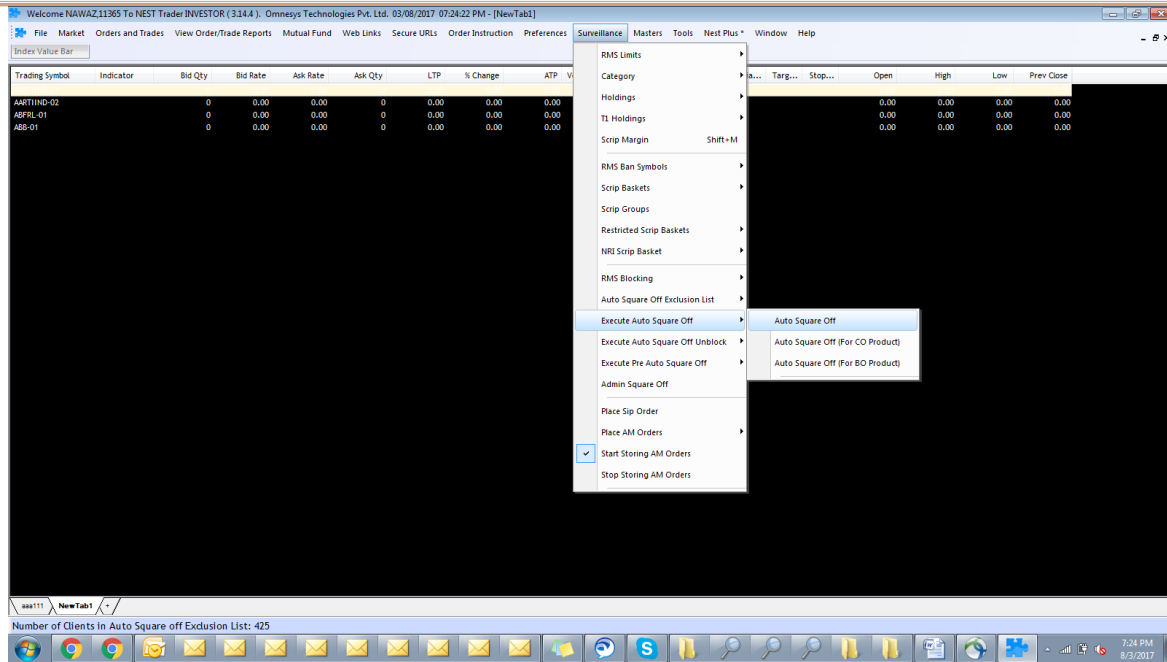 Welcome NAWAZ,11365 To NEST Trader INVESTOR ( 3.14.4 ). Omnesys Technologies Pvt. Ltd. 03/08/2017 07:24:22 PM - [NewTab1]
File Market Orders and Trades View Order/Trade Reports Mutual Fund Web Links Secure URLs Order Instruction Preferences Surveillance Masters Tools Nest Plus * Window Help
Index Value Bar
Trading Symbol Indicator Bid Qty Bid Rate Ask Rate Ask Qty LTP % Change ATP Targ... Stop... Open High Low Prev Close
AARTIIND-02 0 0.00 0.00 0 0.00 0.00 0.00 0.00 0.00 0.00 0.00
ABFRL-01 0 0.00 0.00 0 0.00 0.00 0.00 0.00 0.00 0.00 0.00
ABB-01 0 0.00 0.00 0 0.00 0.00 0.00 0.00 0.00 0.00 0.00
RMS Limits
Category
Holdings
T1 Holdings
Scrip Margin Shift+M
RMS Ban Symbols
Scrip Baskets
Scrip Groups
Restricted Scrip Baskets
NRI Scrip Basket
RMS Blocking
Auto Square Off Exclusion List
Execute Auto Square Off
Execute Auto Square Off Unblock
Execute Pre Auto Square Off
Admin Square Off
Place Sip Order
Place AM Orders
Start Storing AM Orders
Stop Storing AM Orders
Auto Square Off
Auto Square Off (For CO Product)
Auto Square Off (For BO Product)
aaa111 NewTab1 +
Number of Clients in Auto Square off Exclusion List: 425
7:24 PM
8/3/2017